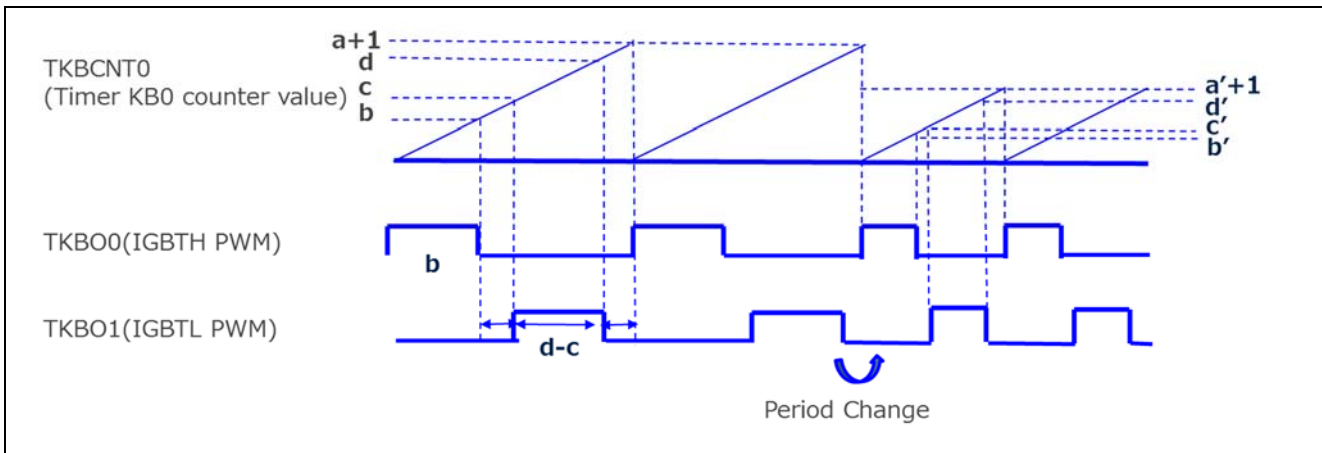 a+1
d
TKBCNT0
(Timer KB0 counter value)
c
b
a′+1
d′
c′
b′
TKBO0(IGBTH PWM)
b
TKBO1(IGBTL PWM)
d-c
Period Change